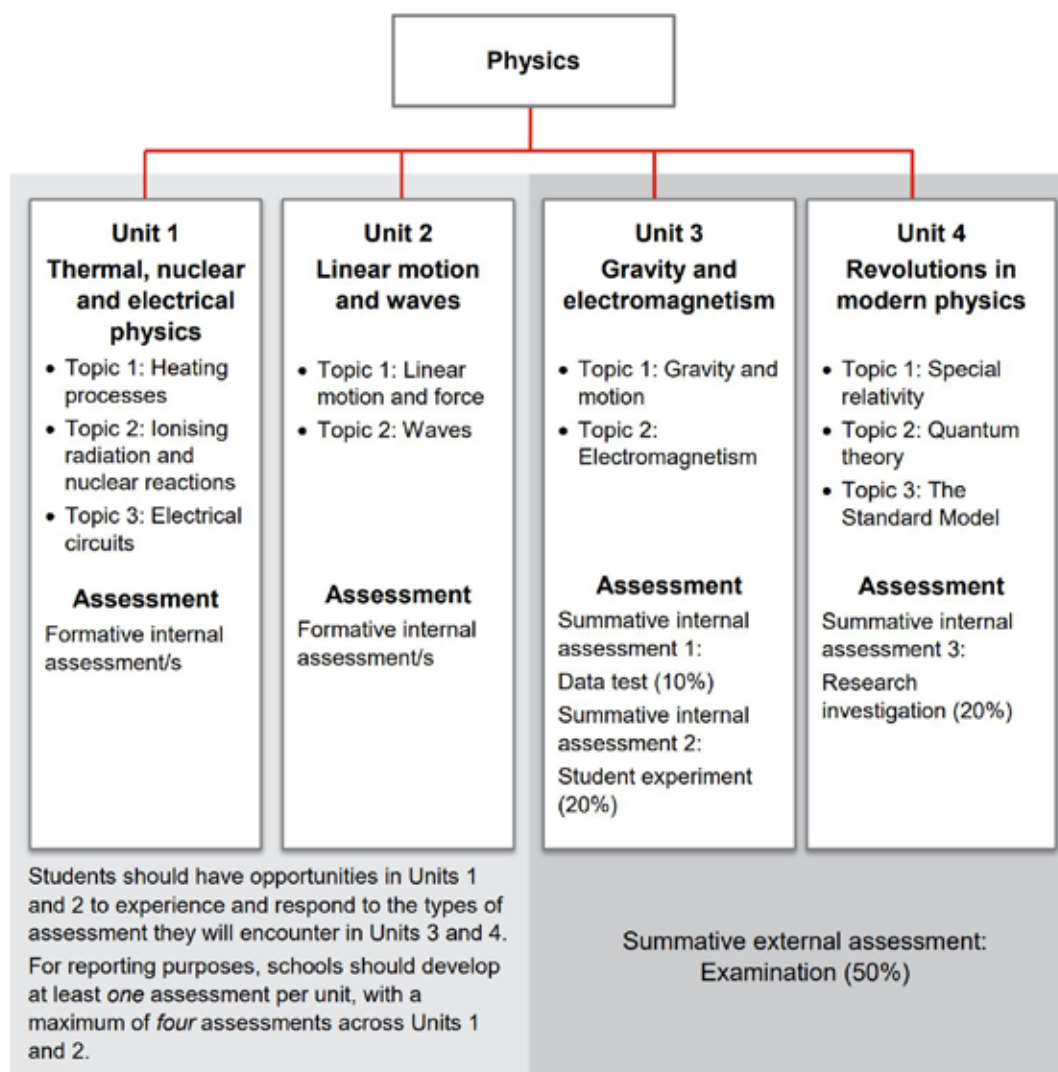 Physics
Unit 1
Thermal, nuclear
and electrical
physics
• Topic 1: Heating
processes
• Topic 2: Ionising
radiation and
nuclear reactions
• Topic 3: Electrical
circuits
Assessment
Formative internal
assessment/s
Unit 2
Linear motion
and waves
• Topic 1: Linear
motion and force
• Topic 2: Waves
Assessment
Formative internal
assessment/s
Unit 3
Gravity and
electromagnetism
• Topic 1: Gravity and
motion
• Topic 2:
Electromagnetism
Assessment
Summative internal
assessment 1:
Data test (10%)
Summative internal
assessment 2:
Student experiment
(20%)
Unit 4
Revolutions in
modern physics
• Topic 1: Special
relativity
• Topic 2: Quantum
theory
• Topic 3: The
Standard Model
Assessment
Summative internal
assessment 3:
Research
investigation (20%)
Students should have opportunities in Units 1
and 2 to experience and respond to the types of
assessment they will encounter in Units 3 and 4.
For reporting purposes, schools should develop
at least one assessment per unit, with a
maximum of four assessments across Units 1
and 2.
Summative external assessment:
Examination (50%)